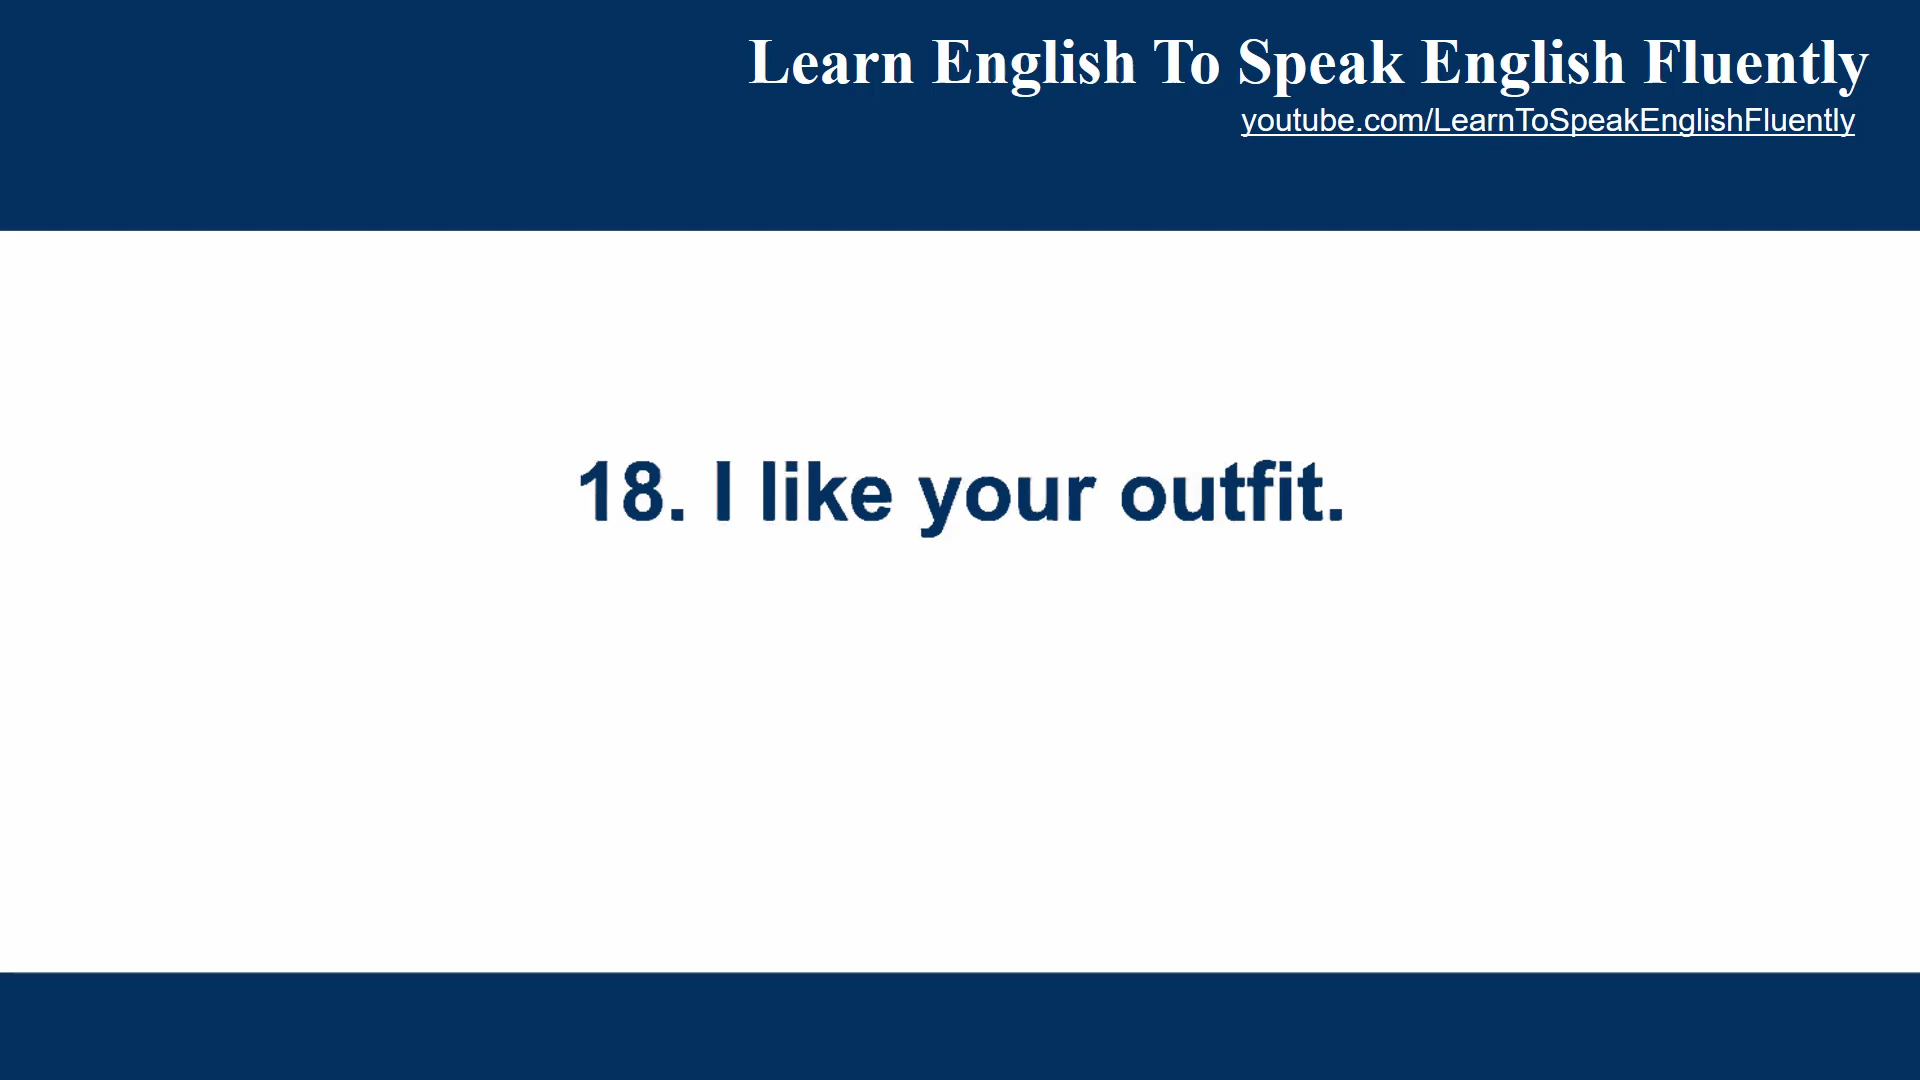 Learn English To Speak English Fluently
youtube.com/LearnToSpeakEnglishFluently
18. I like your outfit.